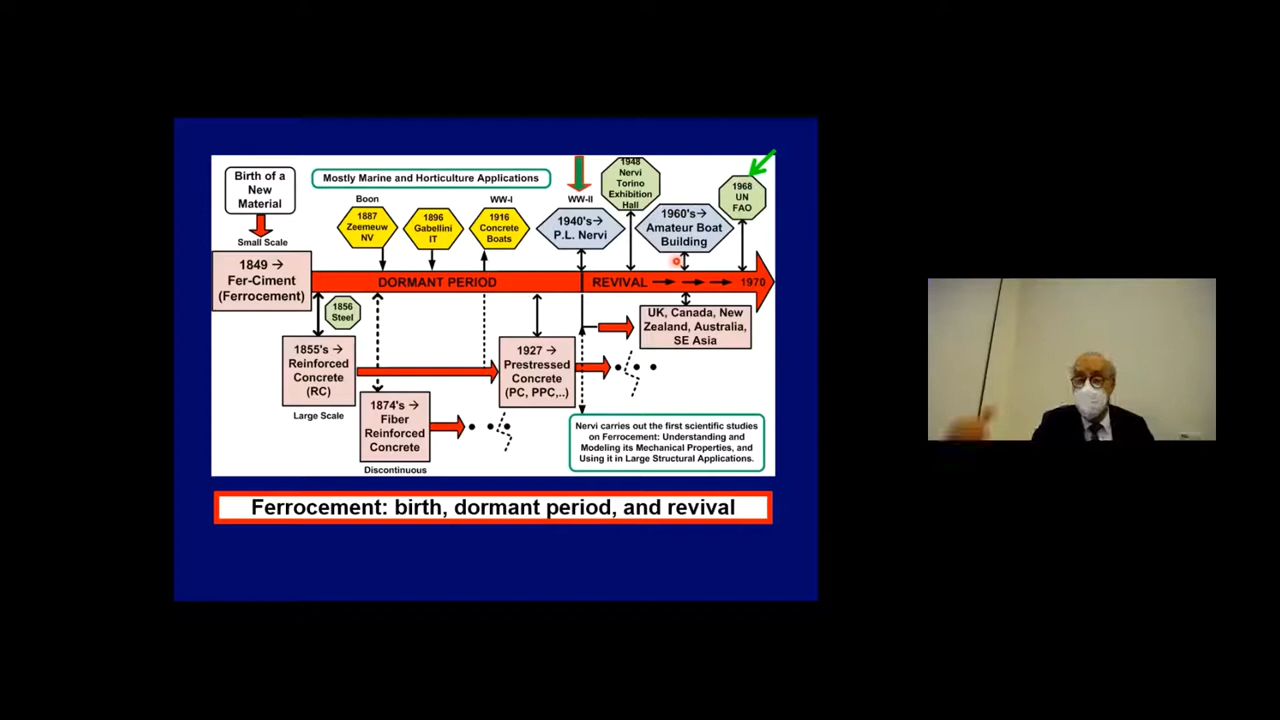 Birth of a
New
Material
Small Scale
Mostly Marine and Horticulture Applications
Boon
1887
Zeemeuw
NV
1896
Gabellini
IT
WW-I
1916
Concrete
Boats
WW-II
1940's→
P.L. Nervi
1948
Nervi
Torino
Exhibition
Hall
1960's→
Amateur Boat
Building
1968
UN
FAO
1849 →
Fer-Ciment
(Ferrocement)
DORMANT PERIOD
REVIVAL
1970
1856
Steel
1855's →
Reinforced
Concrete
(RC)
Large Scale
1874's →
Fiber
Reinforced
Concrete
Discontinuous
1927 →
Prestressed
Concrete
(PC, PPC,..)
UK, Canada, New
Zealand, Australia,
SE Asia
Nervi carries out the first scientific studies
on Ferrocement: Understanding and
Modeling its Mechanical Properties, and
Using it in Large Structural Applications.
Ferrocement: birth, dormant period, and revival